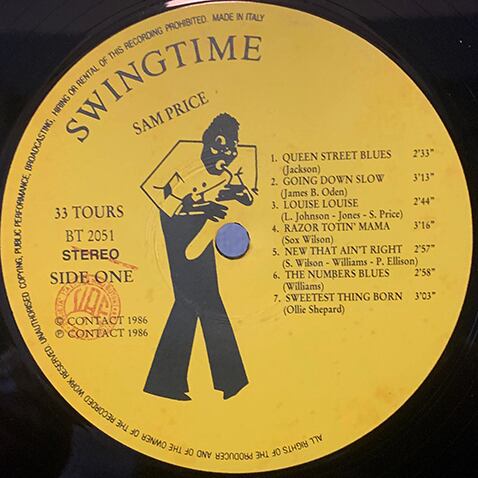 UNAUTHORISED COPYING, PUBLIC PERFORMANCE, BROADCASTING, HIRING OR RENTAL OF THIS RECORDING PROHIBITED. MADE IN ITALY
SWINGTIME
SAM PRICE
33 TOURS
BT 2051
STEREO
SIDE ONE
© CONTACT 1986
℗ CONTACT 1986
1. QUEEN STREET BLUES 2'33"
(Jackson)
2. GOING DOWN SLOW 3'13"
(James B. Oden)
3. LOUISE LOUISE 2'44"
(L. Johnson - Jones - S. Price)
4. RAZOR TOTIN' MAMA 3'16"
(Sox Wilson)
5. NEW THAT AIN'T RIGHT 2'57"
(S. Wilson - Williams - P. Ellison)
6. THE NUMBERS BLUES 2'58"
(Williams)
7. SWEETEST THING BORN 3'03"
(Ollie Shepard)
ALL RIGHTS OF THE PRODUCER AND OF THE OWNER OF THE RECORDED WORK RESERVED.